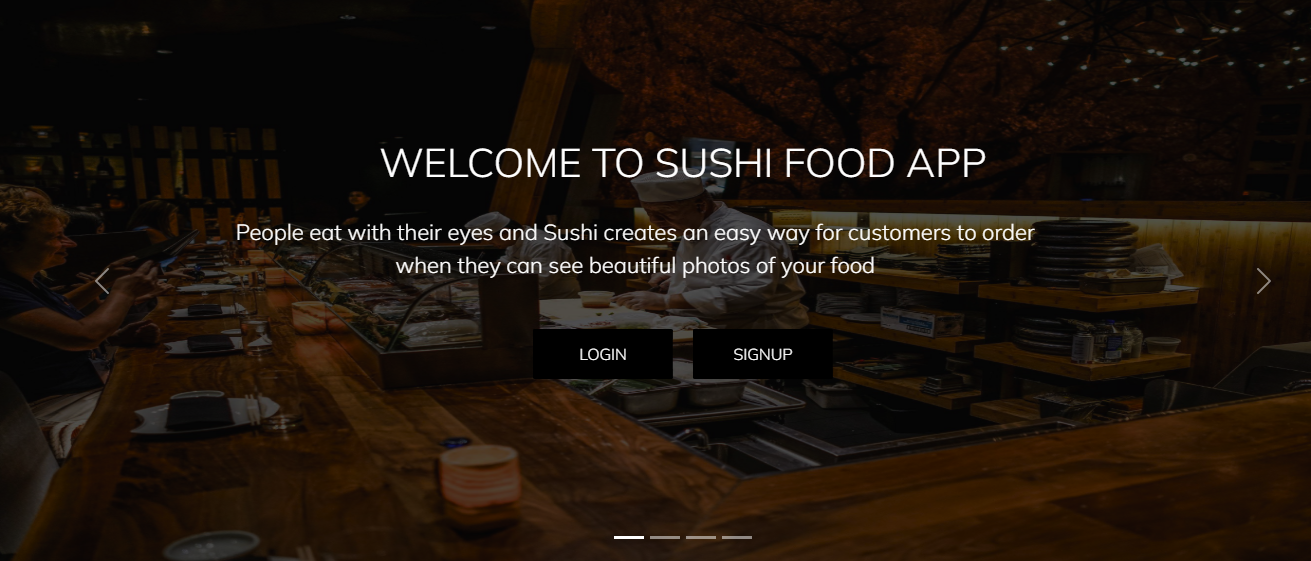 WELCOME TO SUSHI FOOD APP
People eat with their eyes and Sushi creates an easy way for customers to order
when they can see beautiful photos of your food
LOGIN
SIGNUP